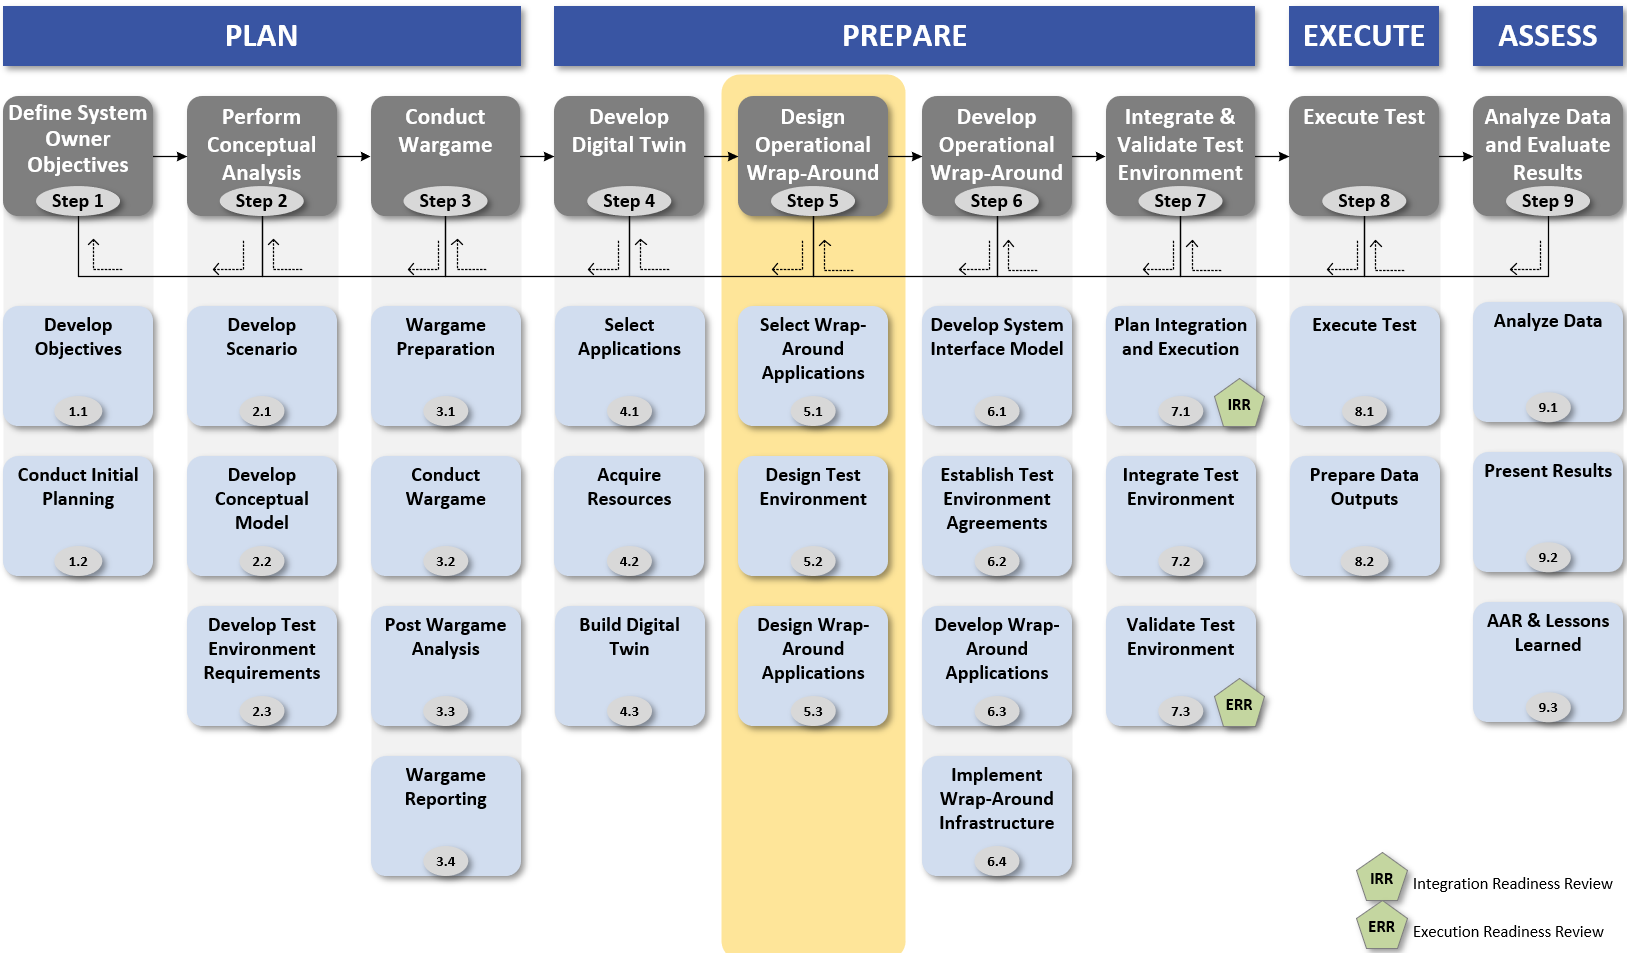 PLAN
PREPARE
EXECUTE
ASSESS
Define System
Owner
Objectives
Step 1
Perform
Conceptual
Analysis
Step 2
Conduct
Wargame
Step 3
Develop
Digital Twin
Step 4
Design
Operational
Wrap-Around
Step 5
Develop
Operational
Wrap-Around
Step 6
Integrate &
Validate Test
Environment
Step 7
Execute Test
Step 8
Analyze Data
and Evaluate
Results
Step 9
Develop
Objectives
1.1
Conduct Initial
Planning
1.2
Develop
Scenario
2.1
Develop
Conceptual
Model
2.2
Develop Test
Environment
Requirements
2.3
Wargame
Preparation
3.1
Conduct
Wargame
3.2
Post Wargame
Analysis
3.3
Wargame
Reporting
3.4
Select
Applications
4.1
Acquire
Resources
4.2
Build Digital
Twin
4.3
Select Wrap-
Around
Applications
5.1
Design Test
Environment
5.2
Design Wrap-
Around
Applications
5.3
Develop System
Interface Model
6.1
Establish Test
Environment
Agreements
6.2
Develop Wrap-
Around
Applications
6.3
Implement
Wrap-Around
Infrastructure
6.4
Plan Integration
and Execution
7.1
IRR
Integrate Test
Environment
7.2
Validate Test
Environment
7.3
ERR
Execute Test
8.1
Prepare Data
Outputs
8.2
Analyze Data
9.1
Present Results
9.2
AAR & Lessons
Learned
9.3
IRR
Integration Readiness Review
ERR
Execution Readiness Review